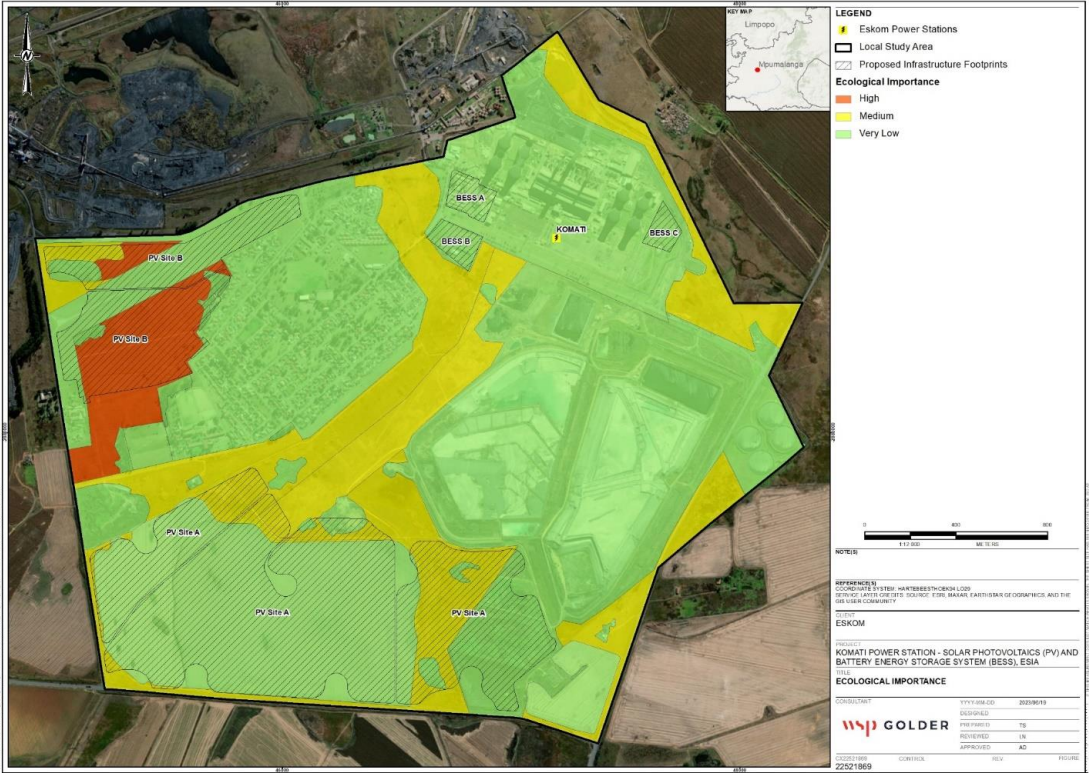 N
KEY MAP
Limpopo
Mpumalanga
BESS A
BESS B
KOMATI
BESS C
PV Site B
PV Site B
PV Site A
PV Site A
PV Site A
LEGEND
Eskom Power Stations
Local Study Area
Proposed Infrastructure Footprints
Ecological Importance
High
Medium
Very Low
0 400 800
METERS
NOTE(S)
REFERENCE(S)
COORDINATE SYSTEM: HARTEBEESTHOEK94 LO29
SERVICE LAYER CREDITS: SOURCE: ESRI, MAXAR, EARTHSTAR GEOGRAPHICS, AND THE
GIS USER COMMUNITY
CLIENT
ESKOM
PROJECT
KOMATI POWER STATION - SOLAR PHOTOVOLTAICS (PV) AND
BATTERY ENERGY STORAGE SYSTEM (BESS), ESIA
TITLE
ECOLOGICAL IMPORTANCE
CONSULTANT
wsp GOLDER
YYYY-MM-DD
DESIGNED
PREPARED TS
REVIEWED
APPROVED AD
CONTROL REV FIGURE
22521869